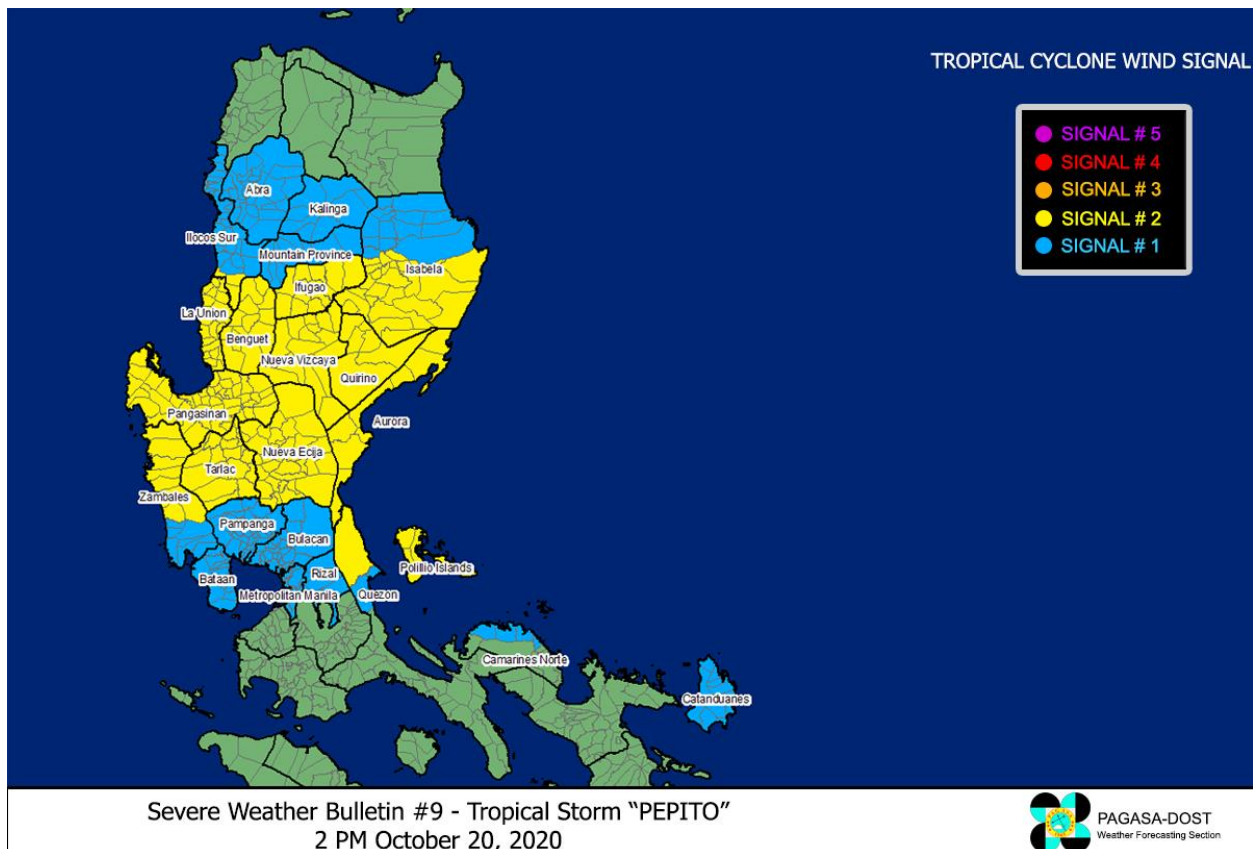 TROPICAL CYCLONE WIND SIGNAL
SIGNAL # 5
SIGNAL # 4
SIGNAL # 3
SIGNAL # 2
SIGNAL # 1
Abra
Kalinga
Ilocos Sur
Mountain Province
Isabela
Ifugao
La Union
Benguet
Nueva Vizcaya
Quirino
Pangasinan
Aurora
Nueva Ecija
Tarlac
Zambales
Pampanga
Bulacan
Polillio Islands
Rizal
Bataan
Metropolitan Manila
Quezon
Camarines Norte
Catanduanes
Severe Weather Bulletin #9 - Tropical Storm “PEPITO”
2 PM October 20, 2020
PAGASA-DOST
Weather Forecasting Section